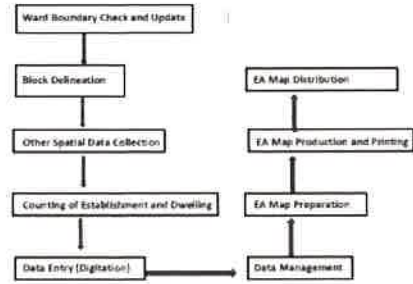 Ward Boundary Check and Update
Block Delineation
Other Spatial Data Collection
Counting of Establishment and Dwelling
Data Entry (Digitation)
Data Management
EA Map Preparation
EA Map Production and Printing
EA Map Distribution